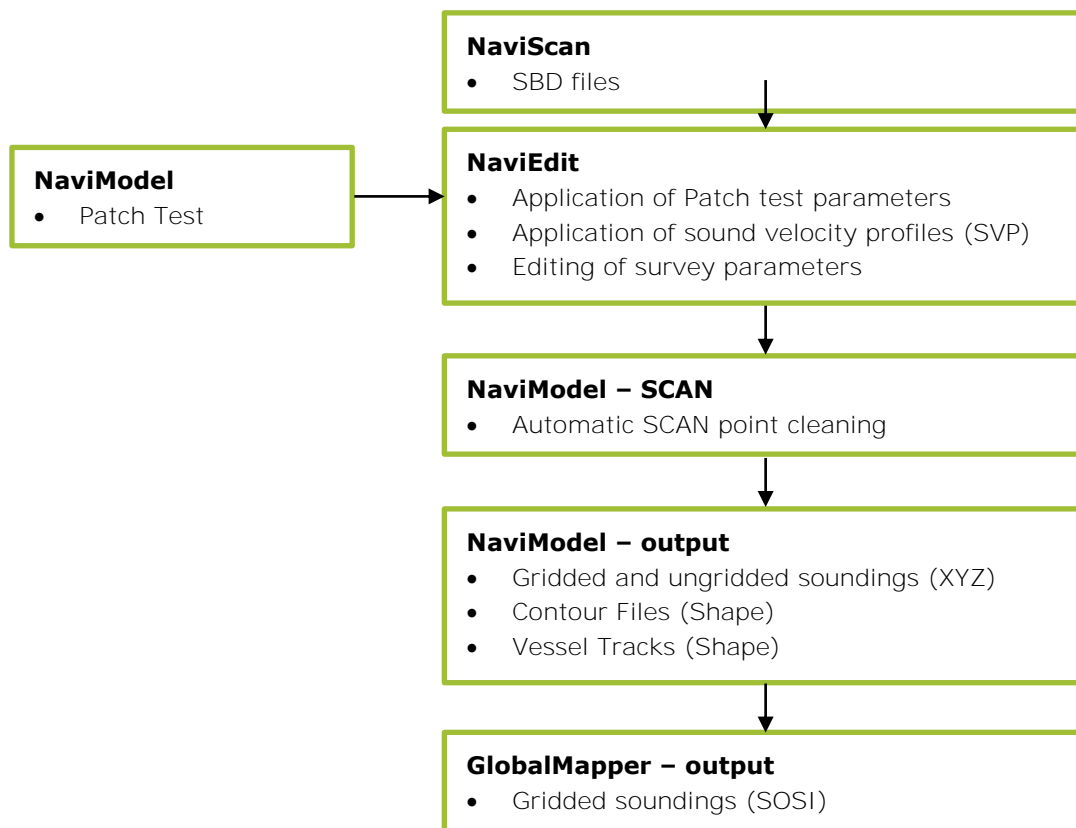 NaviScan
• SBD files
NaviModel
• Patch Test
NaviEdit
• Application of Patch test parameters
• Application of sound velocity profiles (SVP)
• Editing of survey parameters
NaviModel – SCAN
• Automatic SCAN point cleaning
NaviModel – output
• Gridded and ungridded soundings (XYZ)
• Contour Files (Shape)
• Vessel Tracks (Shape)
GlobalMapper – output
• Gridded soundings (SOSI)